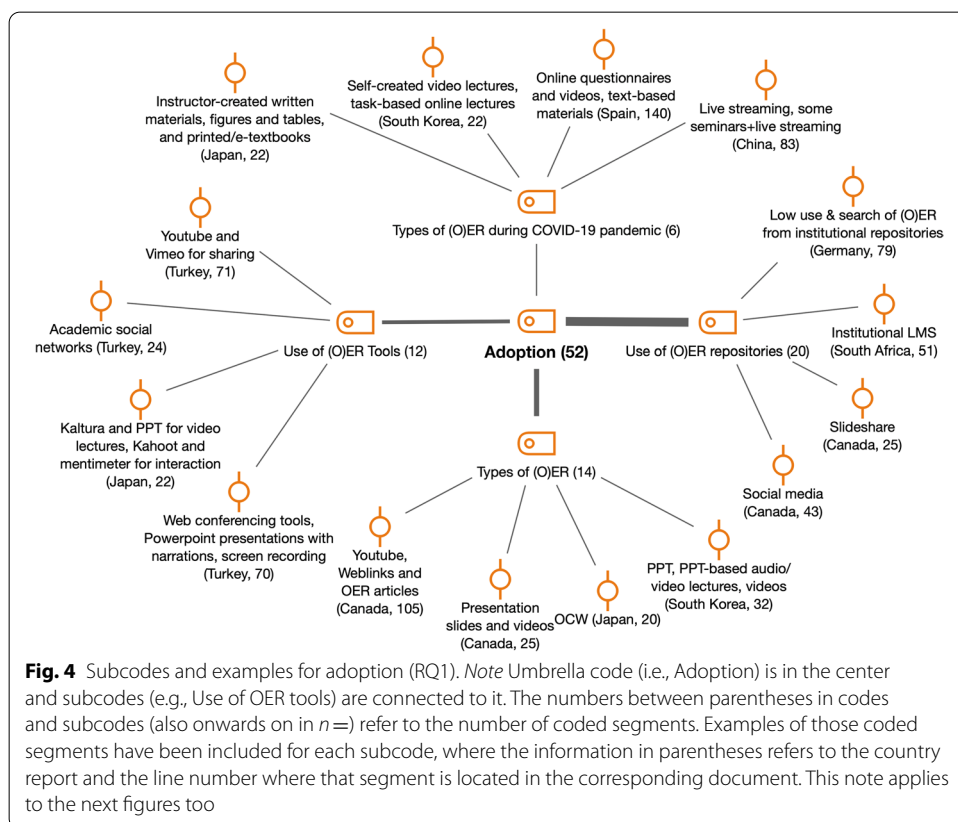 Instructor-created written
materials, figures and tables,
and printed/e-textbooks
(Japan, 22)
Self-created video lectures,
task-based online lectures
(South Korea, 22)
Online questionnaires
and videos, text-based
materials (Spain, 140)
Live streaming, some
seminars+live streaming
(China, 83)
Types of (O)ER during COVID-19 pandemic (6)
Low use & search of (O)ER
from institutional repositories
(Germany, 79)
Youtube and
Vimeo for sharing
(Turkey, 71)
Academic social
networks (Turkey, 24)
Use of (O)ER Tools (12)
Adoption (52)
Use of (O)ER repositories (20)
Institutional LMS
(South Africa, 51)
Kaltura and PPT for video
lectures, Kahoot and
mentimeter for interaction
(Japan, 22)
Slideshare
(Canada, 25)
Types of (O)ER (14)
Social media
(Canada, 43)
Web conferencing tools,
Powerpoint presentations with
narrations, screen recording
(Turkey, 70)
Youtube,
Weblinks and
OER articles
(Canada, 105)
Presentation
slides and videos
(Canada, 25)
OCW (Japan, 20)
PPT, PPT-based audio/
video lectures, videos
(South Korea, 32)
Fig. 4 Subcodes and examples for adoption (RQ1). Note Umbrella code (i.e., Adoption) is in the center
and subcodes (e.g., Use of OER tools) are connected to it. The numbers between parentheses in codes
and subcodes (also onwards on in n =) refer to the number of coded segments. Examples of those coded
segments have been included for each subcode, where the information in parentheses refers to the country
report and the line number where that segment is located in the corresponding document. This note applies
to the next figures too